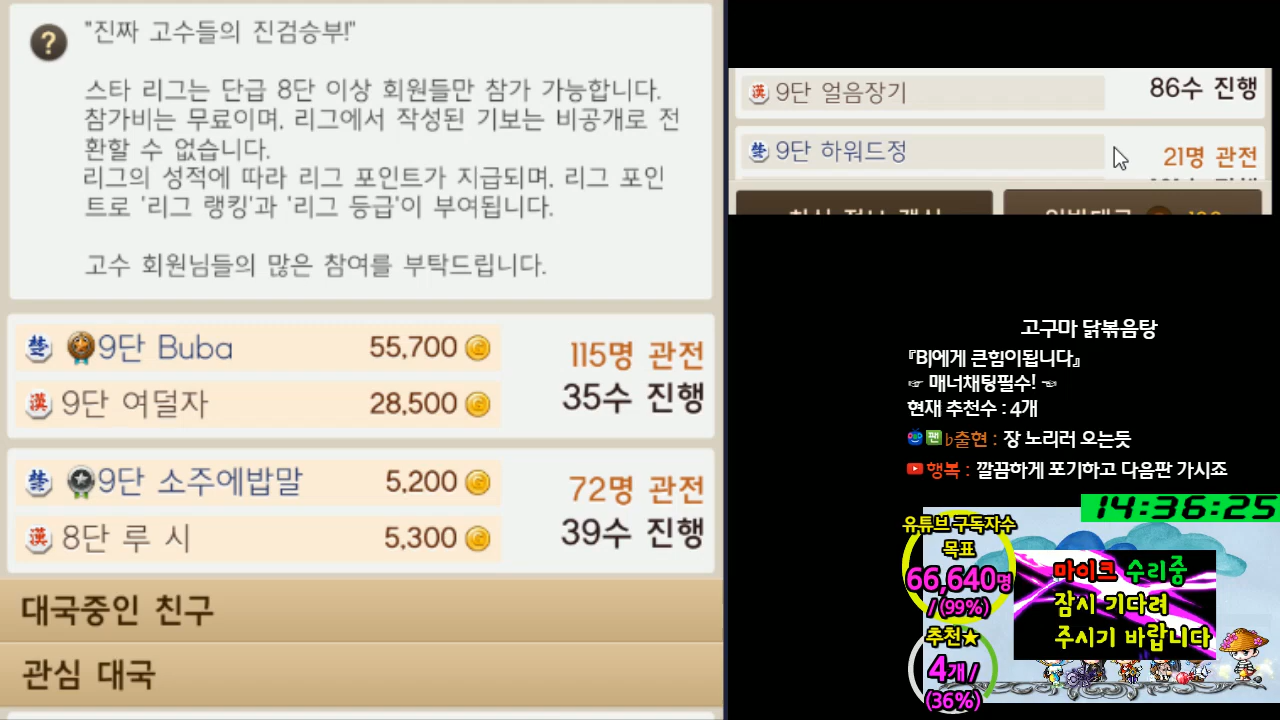 "진짜 고수들의 진검승부!"
스타 리그는 단급 8단 이상 회원들만 참가 가능합니다.
참가비는 무료이며. 리그에서 작성된 기보는 비공개로 전
환할 수 없습니다.
리그의 성적에 따라 리그 포인트가 지급되며. 리그 포인
트로 '리그 랭킹'과 '리그 등급'이 부여됩니다.
고수 회원님들의 많은 참여를 부탁드립니다.
楚 9단 Buba 55,700
115명 관전
漢 9단 여덜자 28,500
35수 진행
楚 9단 소주에밥말 5,200
72명 관전
漢 8단 루 시 5,300
39수 진행
대국중인 친구
관심 대국
漢 9단 얼음장기 86수 진행
楚 9단 하워드정 21명 관전
고구마 닭볶음탕
『BJ에게 큰힘이됩니다』
☞ 매너채팅필수! ☜
현재 추천수 : 4개
팬 ♭출현 : 장 노리러 오는듯
행복 : 깔끔하게 포기하고 다음판 가시죠
14:36:25
유튜브 구독자수
목표
66,640명
/(99%)
추천★
4개/
(36%)
마이크 수리중
잠시 기다려
주시기 바랍니다